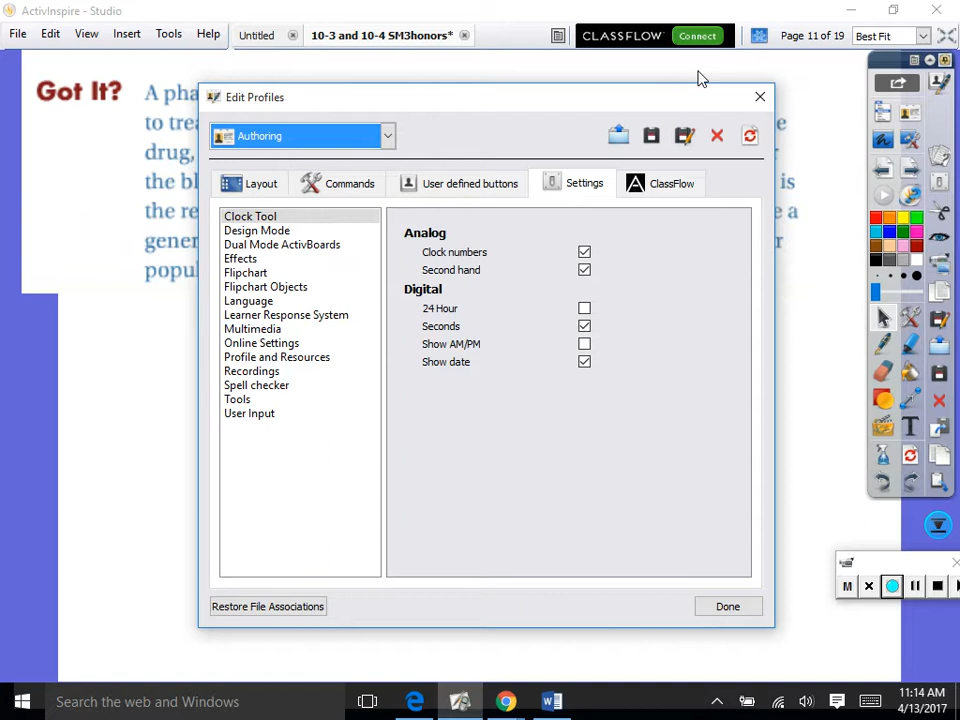 ActivInspire - Studio
File Edit View Insert Tools Help Untitled 10-3 and 10-4 SM3honors* CLASSFLOW Connect Page 11 of 19 Best Fit
Got It? A pha
to tre e
drug,
the bl is
the re e a
gener
popul
Edit Profiles
Authoring
Layout Commands User defined buttons Settings ClassFlow
Clock Tool
Design Mode
Dual Mode ActivBoards
Effects
Flipchart
Flipchart Objects
Language
Learner Response System
Multimedia
Online Settings
Profile and Resources
Recordings
Spell checker
Tools
User Input
Analog
Clock numbers
Second hand
Digital
24 Hour
Seconds
Show AM/PM
Show date
Restore File Associations Done
M
Search the web and Windows
11:14 AM
4/13/2017